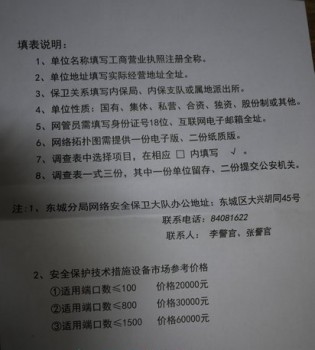 填表说明:
1、单位名称填写工商营业执照注册全称。
2、单位地址填写实际经营地址全址。
3、保卫关系填写内保局、内保支队或属地派出所。
4、单位性质：国有、集体、私营、合资、独资、股份制或其他。
5、网管员需填写身份证号18位、互联网电子邮箱全址。
6、网络拓扑图需提供一份电子版、二份纸质版。
7、调查表中选择项目，在相应 □ 内填写 √ 。
8、调查表一式三份，其中一份单位留存、二份提交公安机关。
注:1、东城分局网络安全保卫大队办公地址：东城区大兴胡同45号
联系电话：84081622
联系人： 李警官、张警官
2、安全保护技术措施设备市场参考价格
①适用端口数≤100 价格20000元
②适用端口数≤800 价格30000元
③适用端口数≤1500 价格60000元